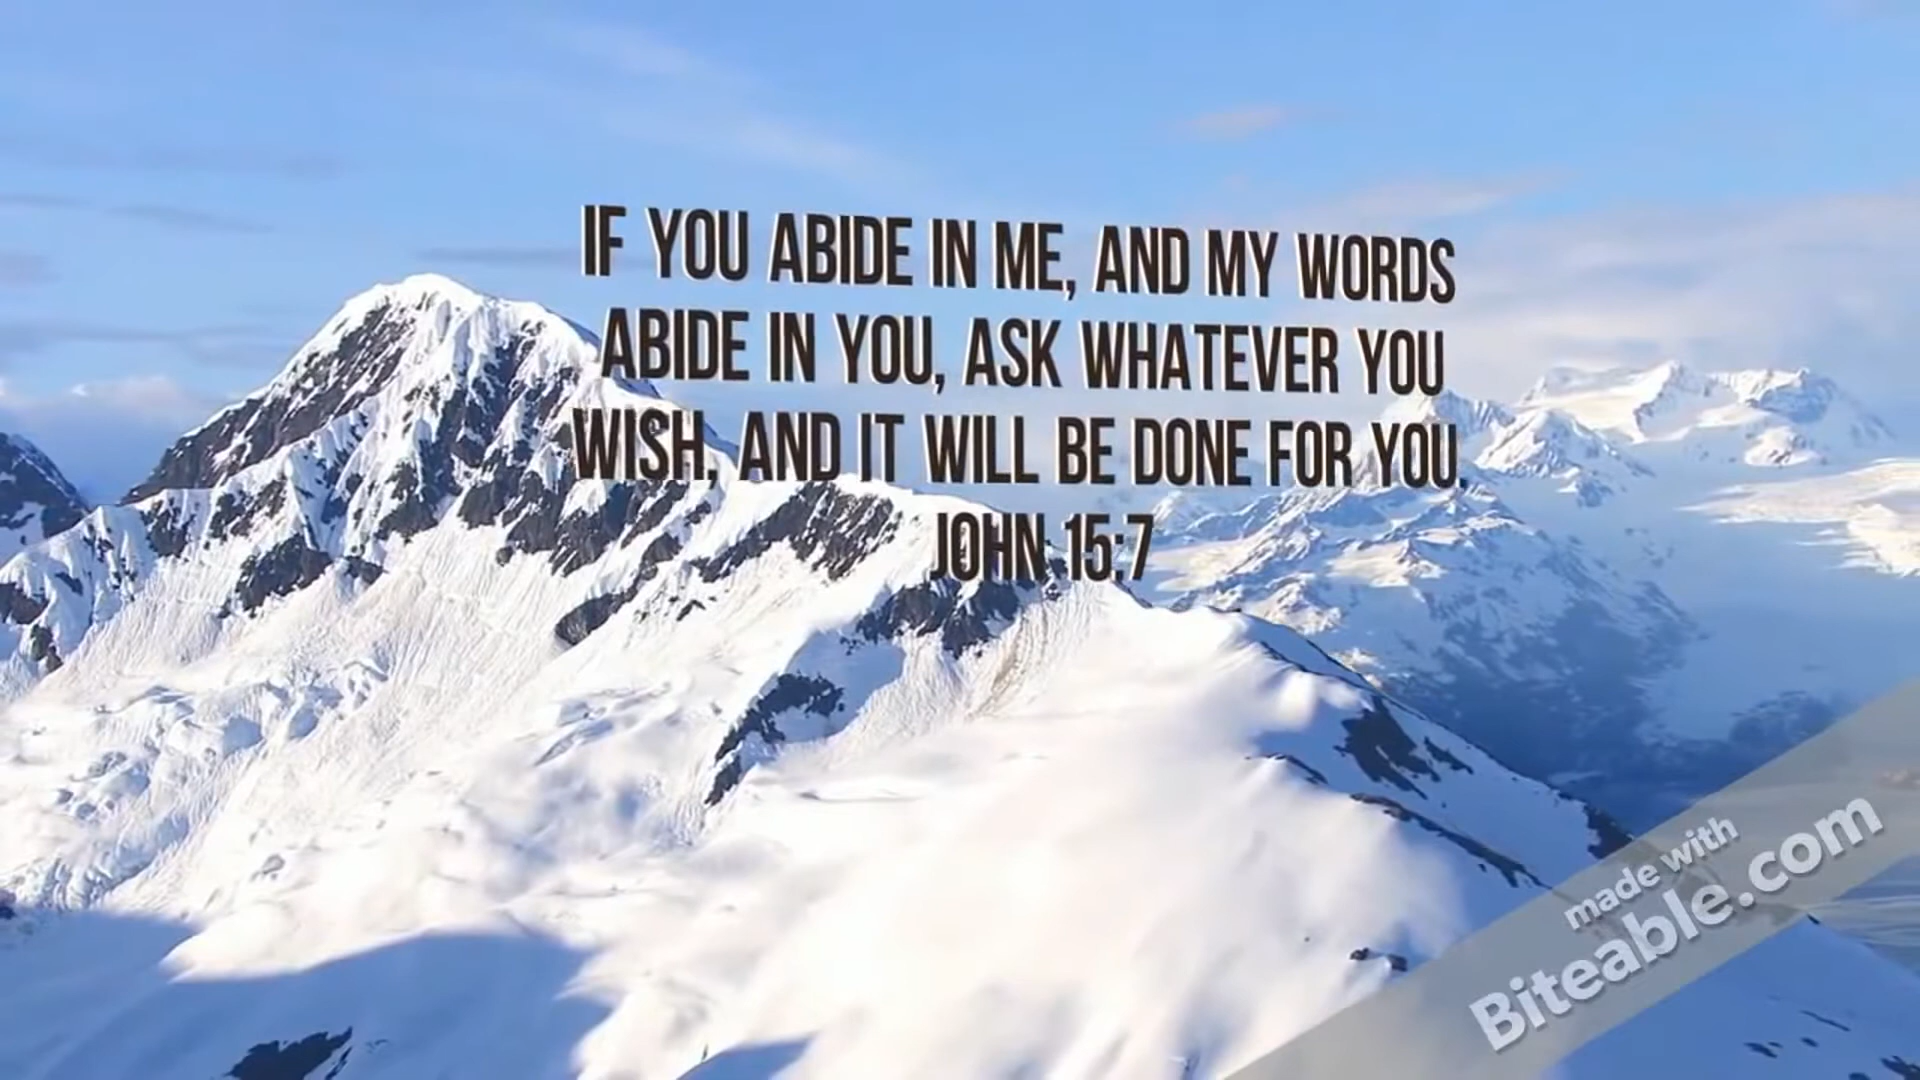 IF YOU ABIDE IN ME, AND MY WORDS
ABIDE IN YOU, ASK WHATEVER YOU
WISH, AND IT WILL BE DONE FOR YOU.
JOHN 15:7
made with
Biteable.com